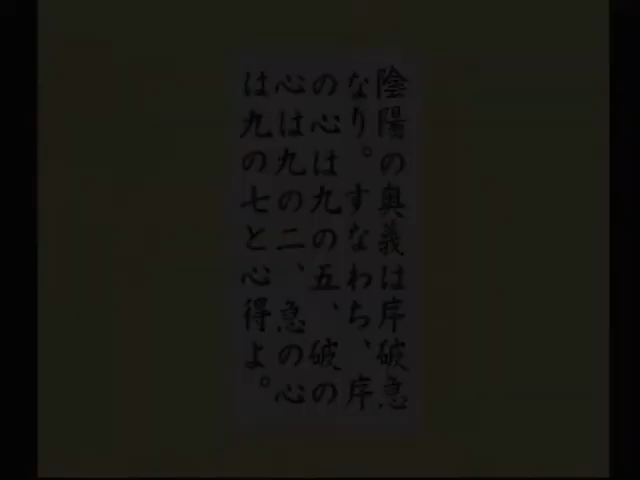 陰陽の奥義は序破急
なり。すなわち、序
の心は九の五、破の
心は九の二、急の心
は九の七と心得よ。